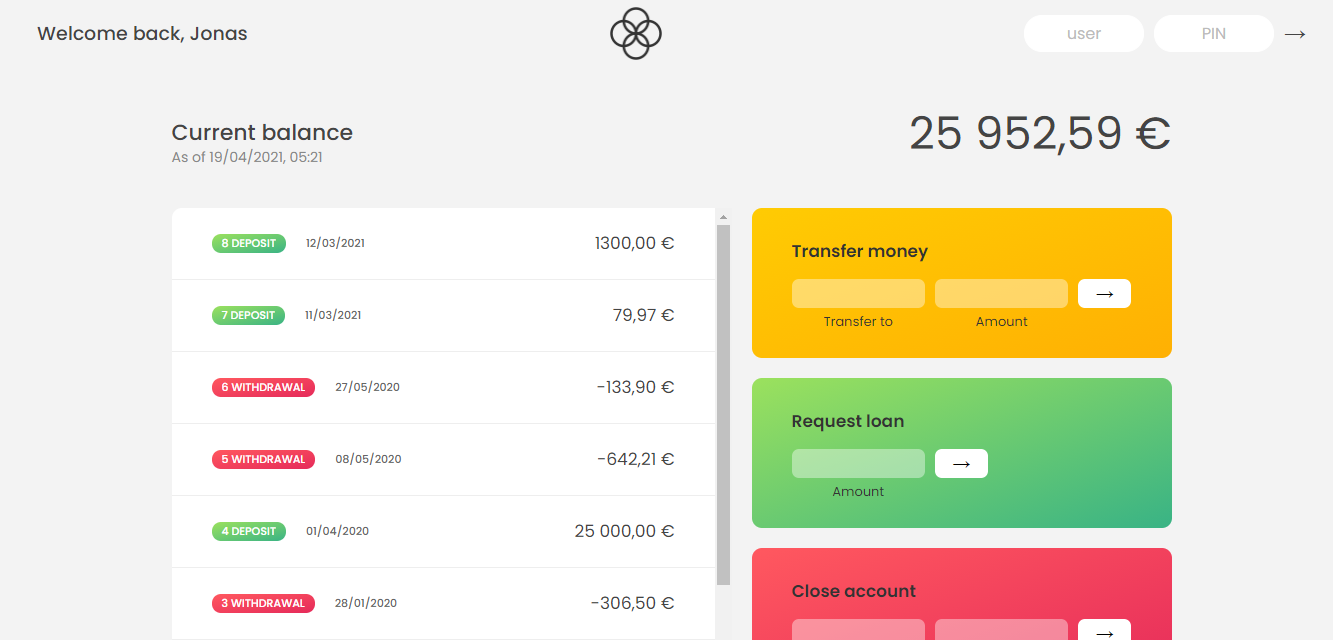 Welcome back, Jonas
user
PIN
→
Current balance
25 952,59 €
As of 19/04/2021, 05:21
8 DEPOSIT 12/03/2021 1300,00 €
7 DEPOSIT 11/03/2021 79,97 €
6 WITHDRAWAL 27/05/2020 -133,90 €
5 WITHDRAWAL 08/05/2020 -642,21 €
4 DEPOSIT 01/04/2020 25 000,00 €
3 WITHDRAWAL 28/01/2020 -306,50 €
Transfer money
→
Transfer to Amount
Request loan
→
Amount
Close account
→